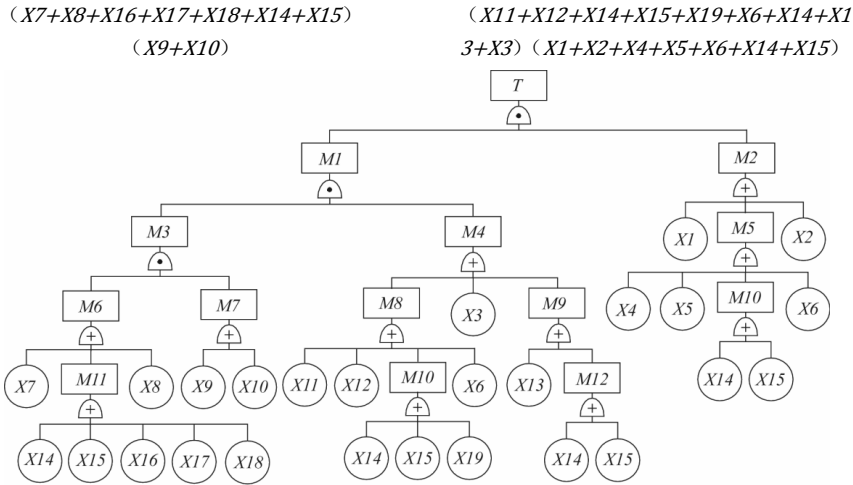 （X7+X8+X16+X17+X18+X14+X15）
（X9+X10）
（X11+X12+X14+X15+X19+X6+X14+X1
3+X3）（X1+X2+X4+X5+X6+X14+X15）
T
M1
M2
M3
M4
X1
M5
X2
M6
M7
M8
X3
M9
X4
X5
M10
X6
X7
M11
X8
X9
X10
X11
X12
M10
X6
X13
M12
X14
X15
X14
X15
X16
X17
X18
X14
X15
X19
X14
X15